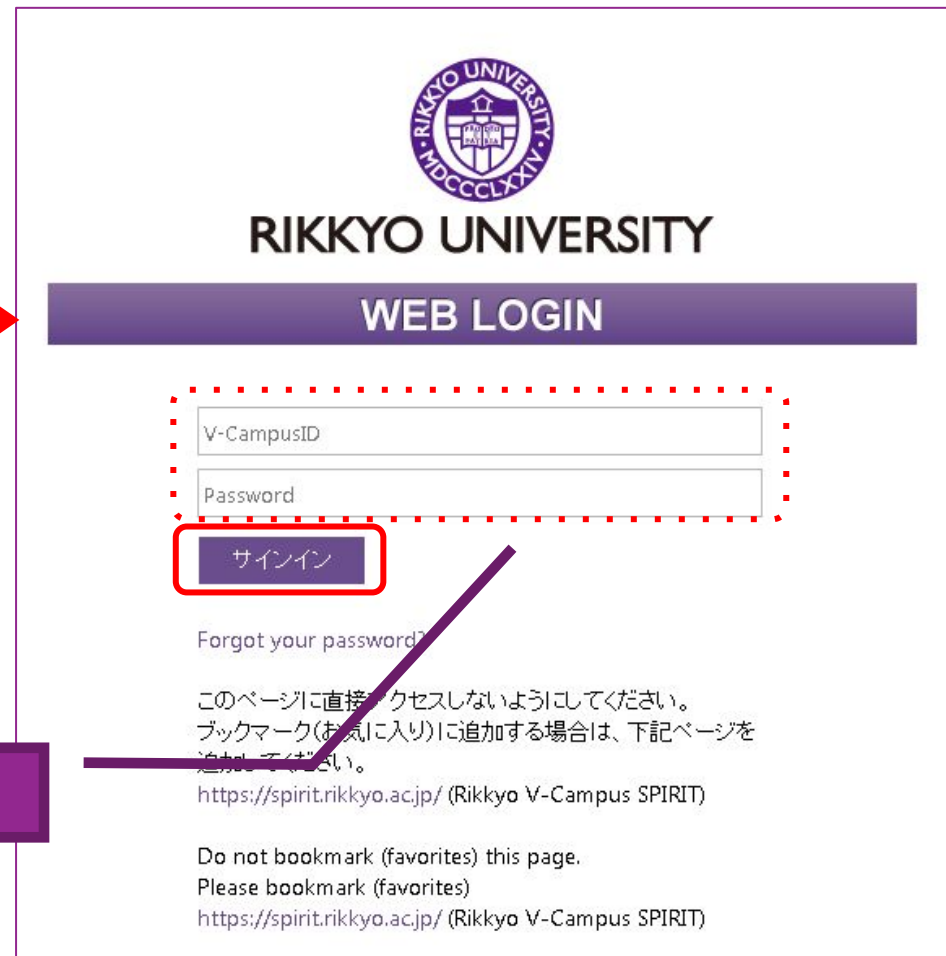 RIKKYO UNIVERSITY
MDCCCLXXIV
PRO DEO
PATRIA
RIKKYO UNIVERSITY
WEB LOGIN
V-CampusID
Password
サインイン
Forgot your password?
このページに直接アクセスしないようにしてください。
ブックマーク(お気に入り)に追加する場合は、下記ページを
追加してください。
https://spirit.rikkyo.ac.jp/ (Rikkyo V-Campus SPIRIT)
Do not bookmark (favorites) this page.
Please bookmark (favorites)
https://spirit.rikkyo.ac.jp/ (Rikkyo V-Campus SPIRIT)